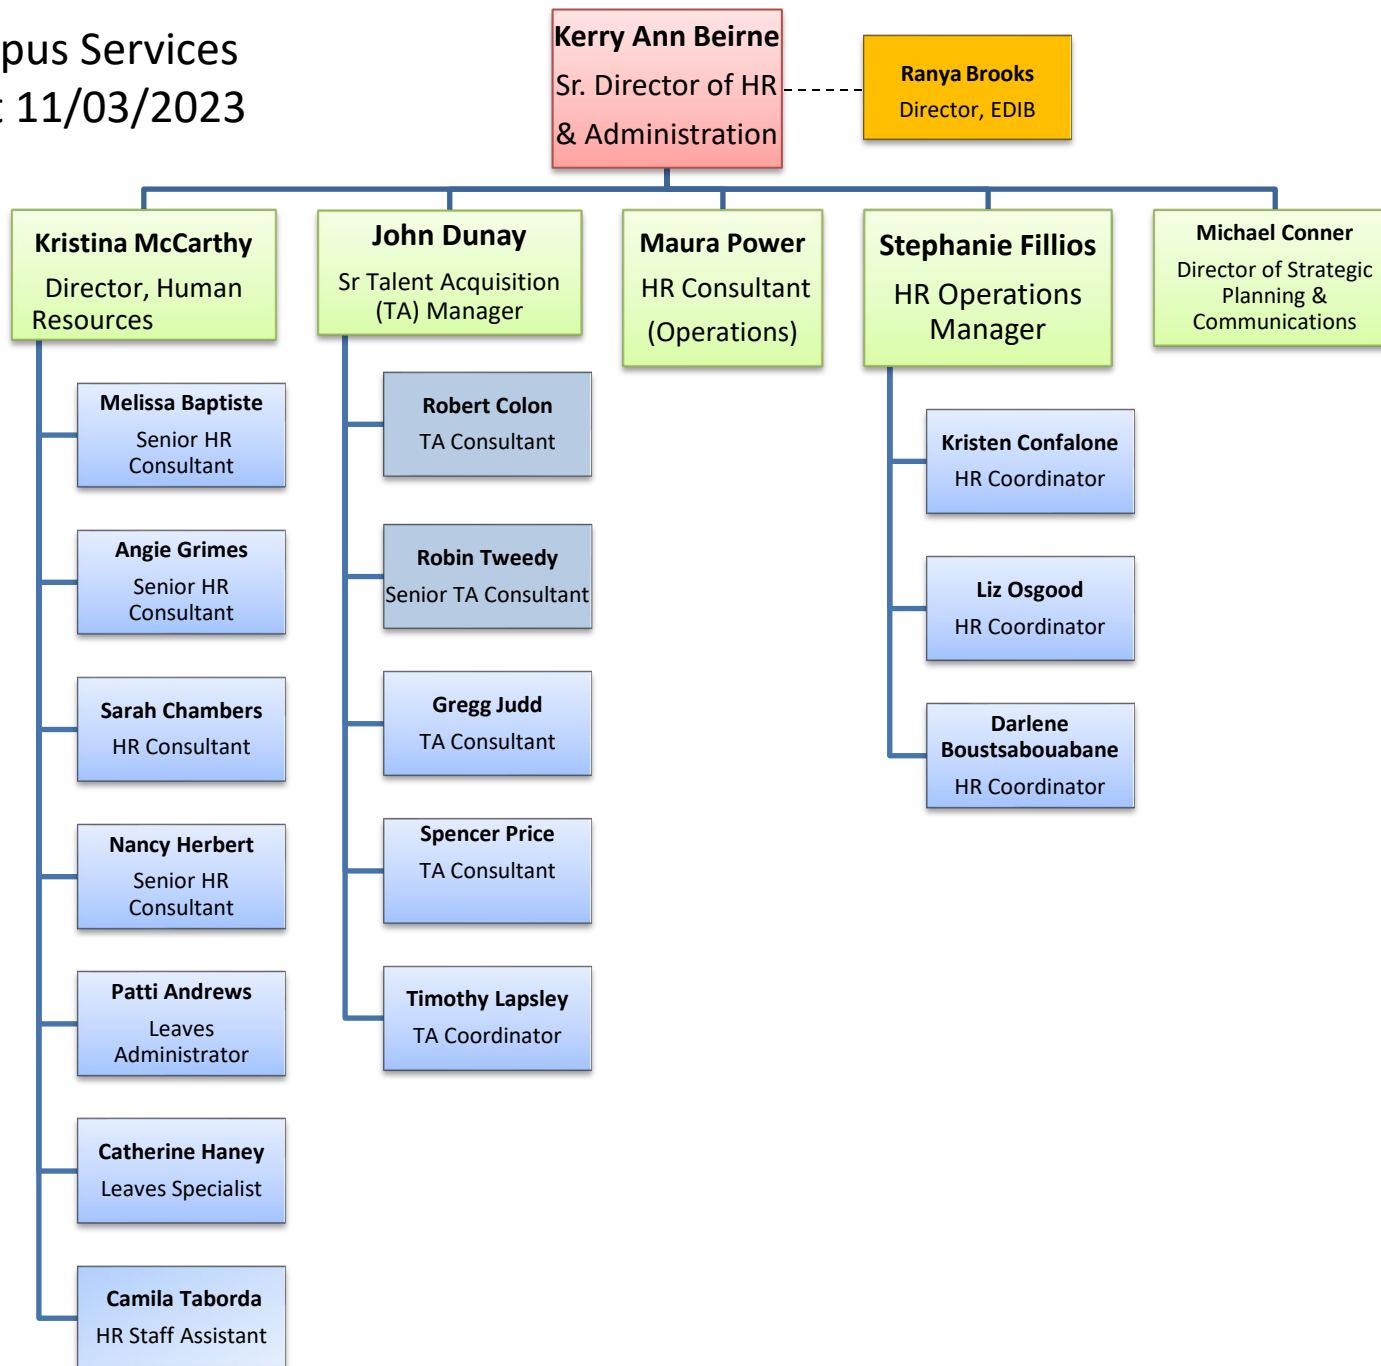 pus Services
11/03/2023
Kerry Ann Beirne
Sr. Director of HR
& Administration
Ranya Brooks
Director, EDIB
Kristina McCarthy
Director, Human
Resources
John Dunay
Sr Talent Acquisition
(TA) Manager
Maura Power
HR Consultant
(Operations)
Stephanie Fillios
HR Operations
Manager
Michael Conner
Director of Strategic
Planning &
Communications
Melissa Baptiste
Senior HR
Consultant
Angie Grimes
Senior HR
Consultant
Sarah Chambers
HR Consultant
Nancy Herbert
Senior HR
Consultant
Patti Andrews
Leaves
Administrator
Catherine Haney
Leaves Specialist
Camila Taborda
HR Staff Assistant
Robert Colon
TA Consultant
Robin Tweedy
Senior TA Consultant
Gregg Judd
TA Consultant
Spencer Price
TA Consultant
Timothy Lapsley
TA Coordinator
Kristen Confalone
HR Coordinator
Liz Osgood
HR Coordinator
Darlene
Boustsabouabane
HR Coordinator